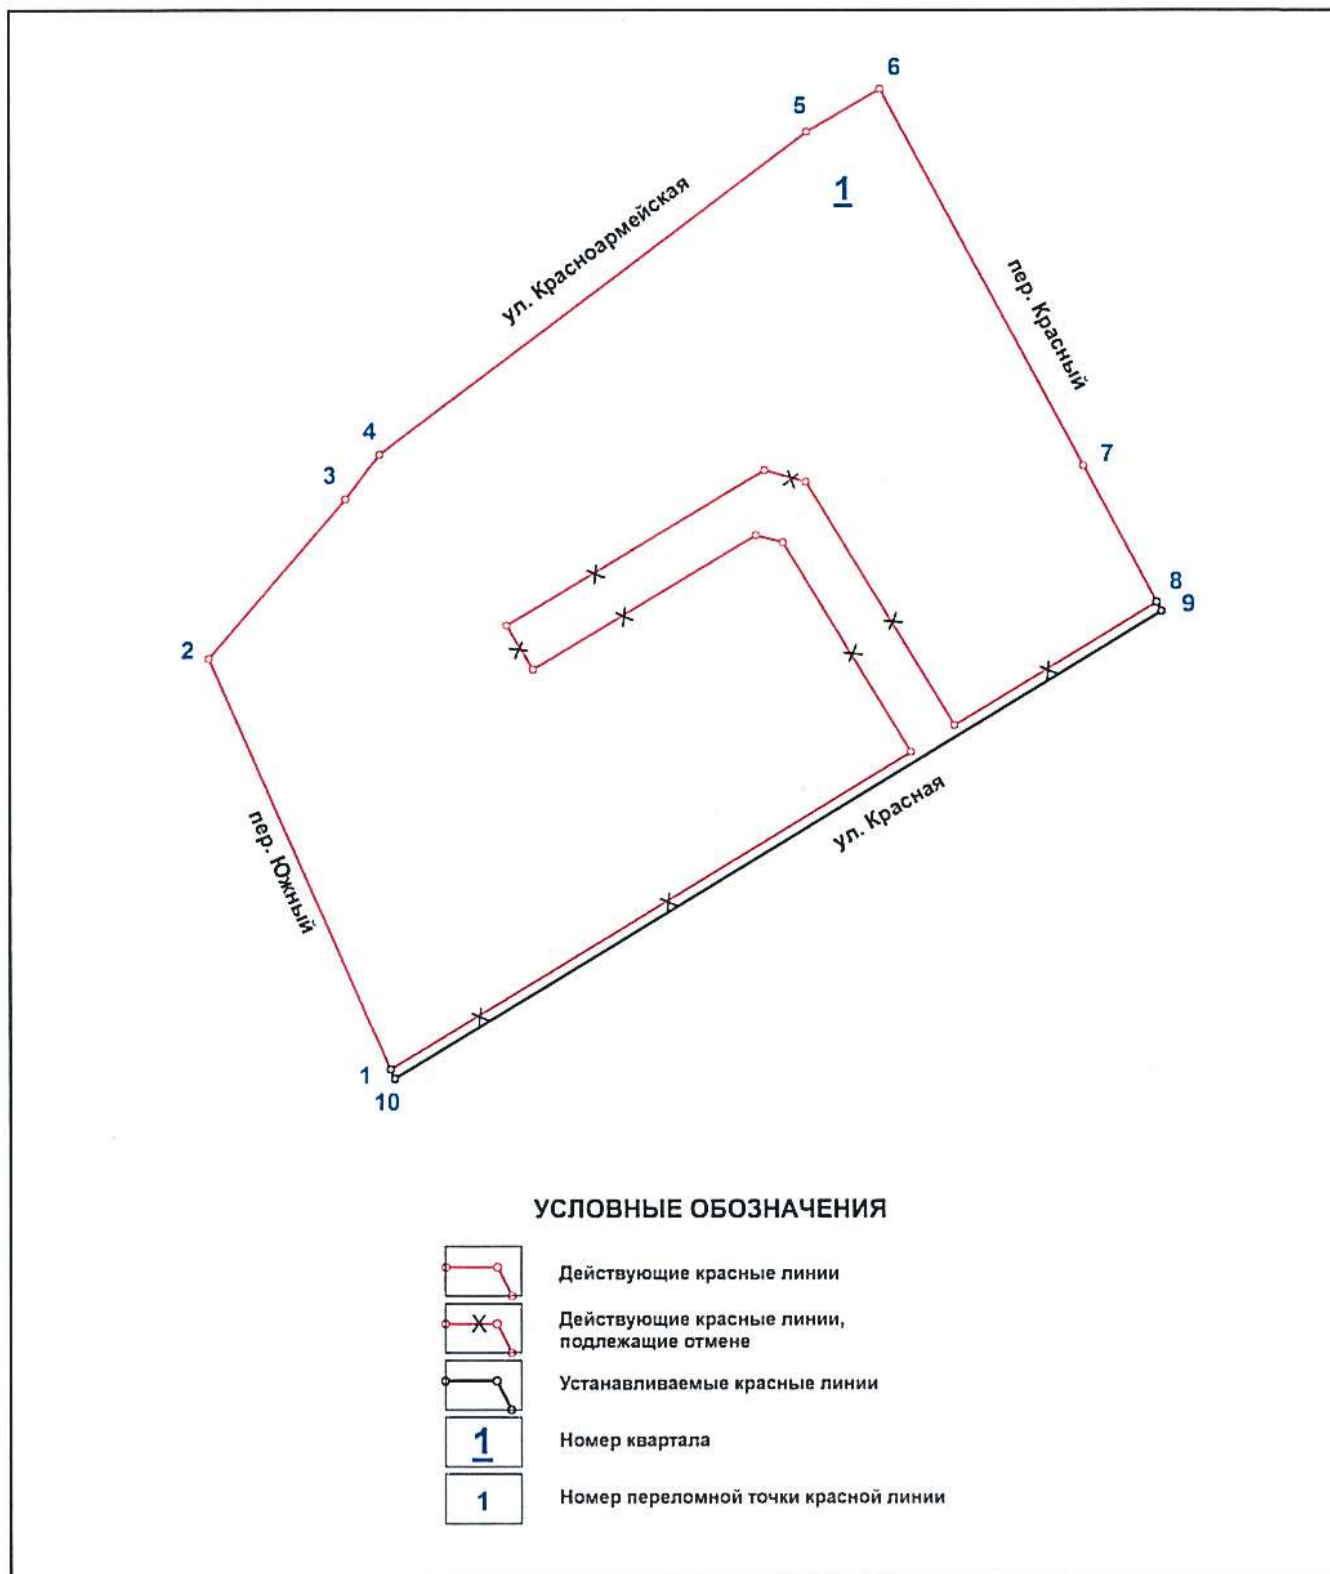 6
5
1
ул. Красноармейская
пер. Красный
4
7
3
8
9
2
ул. Красная
пер. Южный
1
10
УСЛОВНЫЕ ОБОЗНАЧЕНИЯ
Действующие красные линии
Действующие красные линии,
подлежащие отмене
Устанавливаемые красные линии
1 Номер квартала
1 Номер переломной точки красной линии